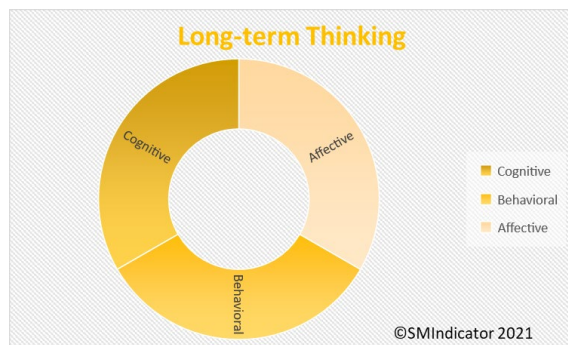 Long-term Thinking
Cognitive
Affective
Behavioral
Cognitive
Behavioral
Affective
©SMIndicator 2021